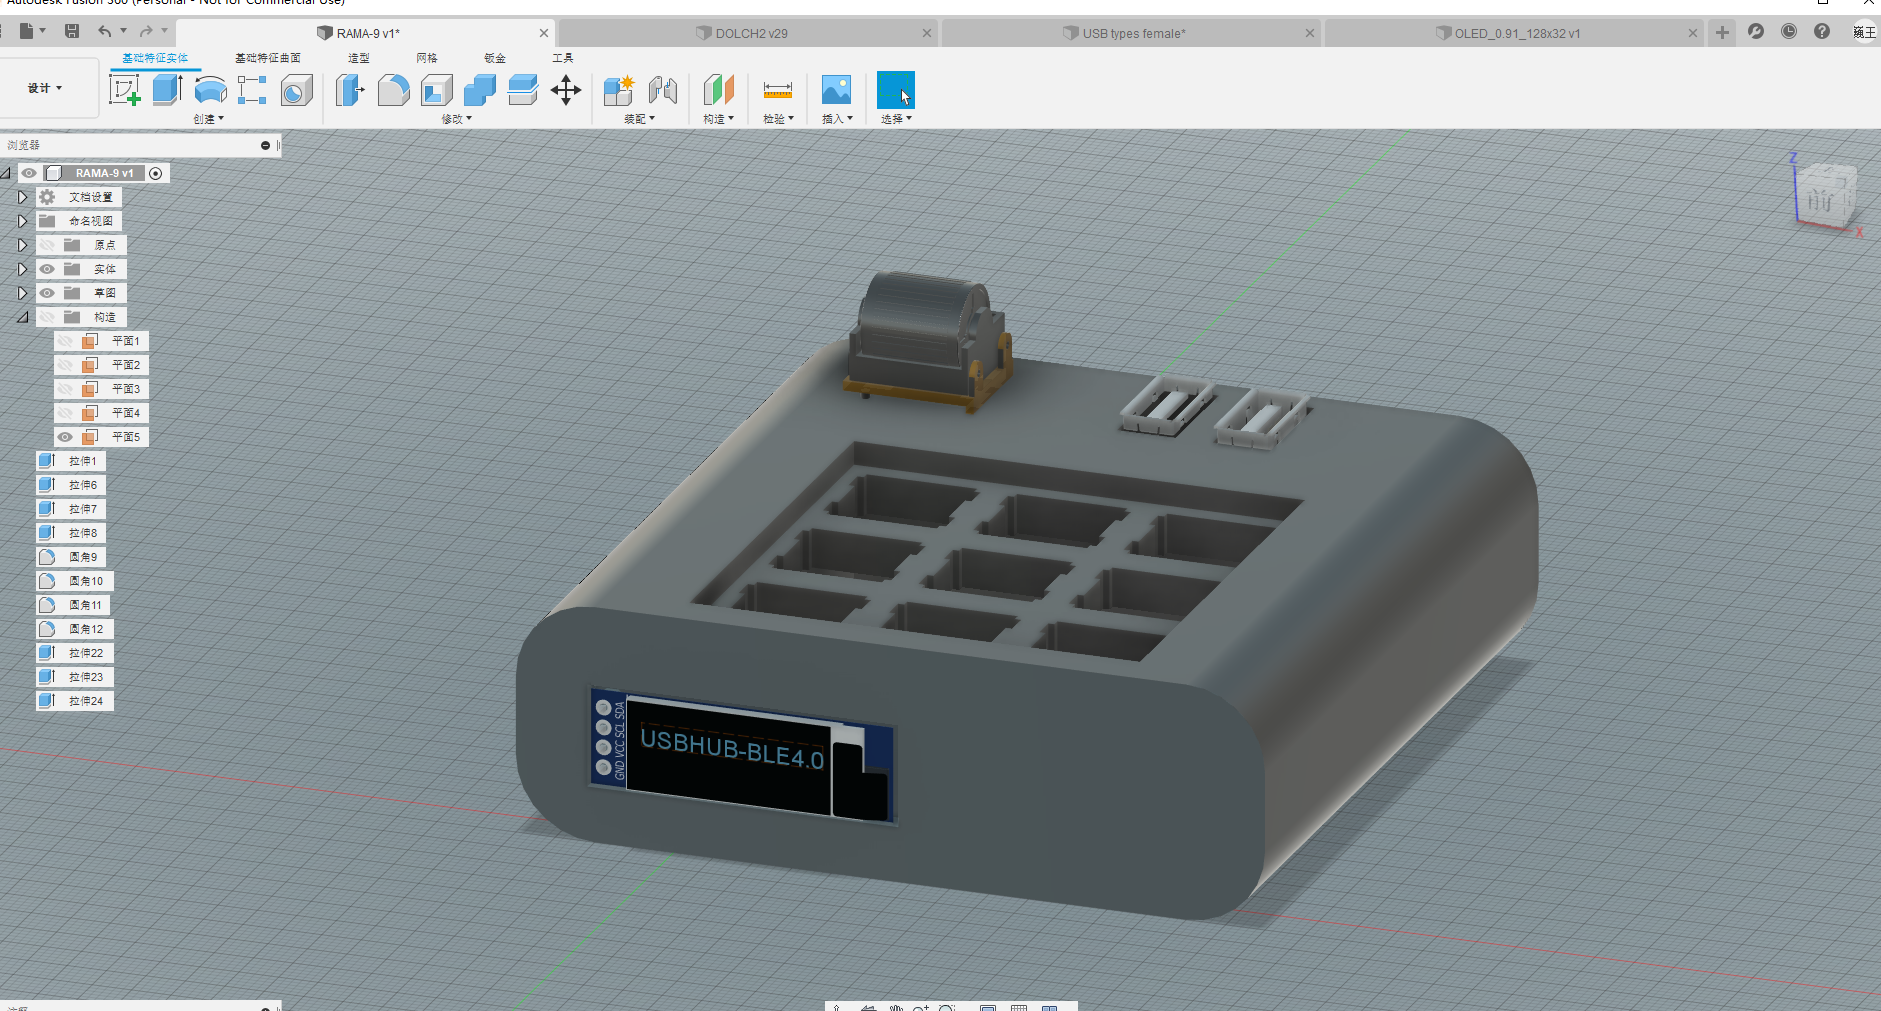 Autodesk Fusion 360 (Personal - Not for Commercial Use)
RAMA-9 v1*
DOLCH2 v29
USB types female*
OLED_0.91_128x32 v1
基础特征实体
基础特征曲面
造型
网格
钣金
工具
设计
创建
修改
装配
构造
检验
插入
选择
浏览器
RAMA-9 v1
文档设置
命名视图
原点
实体
草图
构造
平面1
平面2
平面3
平面4
平面5
拉伸1
拉伸6
拉伸7
拉伸8
圆角9
圆角10
圆角11
圆角12
拉伸22
拉伸23
拉伸24
Z
前
X
GND VCC SCL SDA
USBHUB-BLE4.0